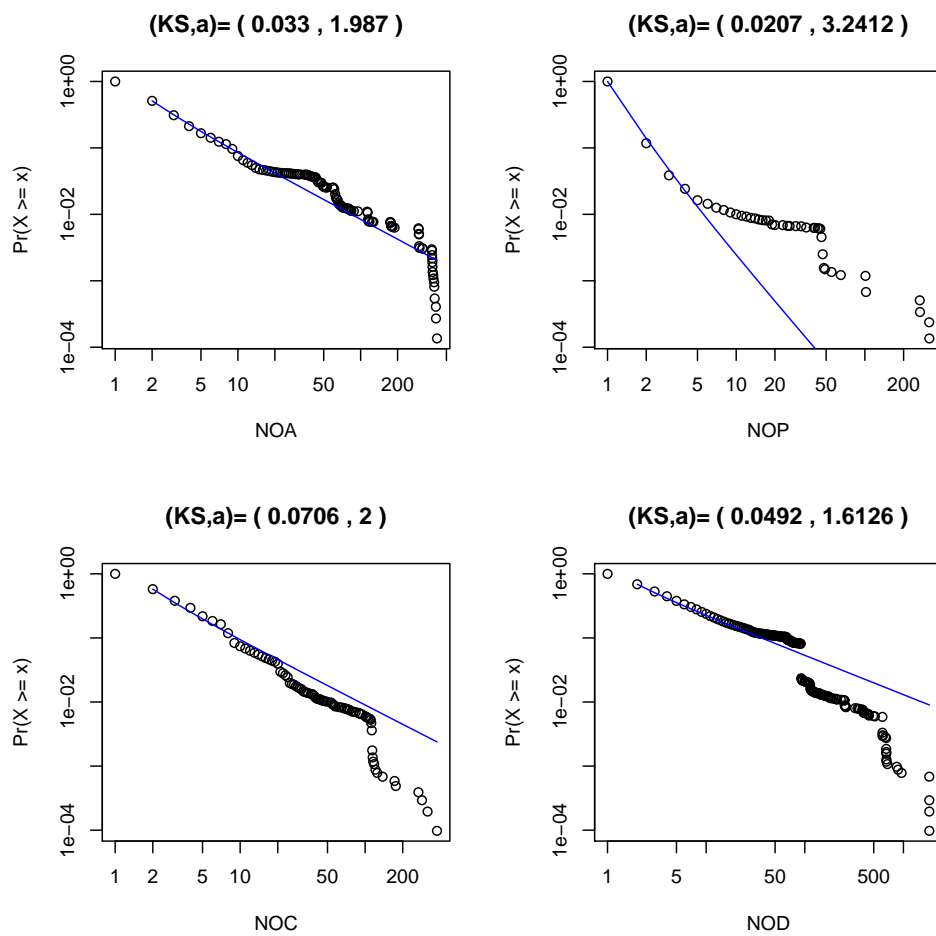 (KS,a)= ( 0.033 , 1.987 )
Pr(X >= x)
1e+00
1e-02
1e-04
1 2 5 10 50 200
NOA
(KS,a)= ( 0.0207 , 3.2412 )
Pr(X >= x)
1e+00
1e-02
1e-04
1 2 5 10 20 50 200
NOP
(KS,a)= ( 0.0706 , 2 )
Pr(X >= x)
1e+00
1e-02
1e-04
1 2 5 10 50 200
NOC
(KS,a)= ( 0.0492 , 1.6126 )
Pr(X >= x)
1e+00
1e-02
1e-04
1 5 50 500
NOD